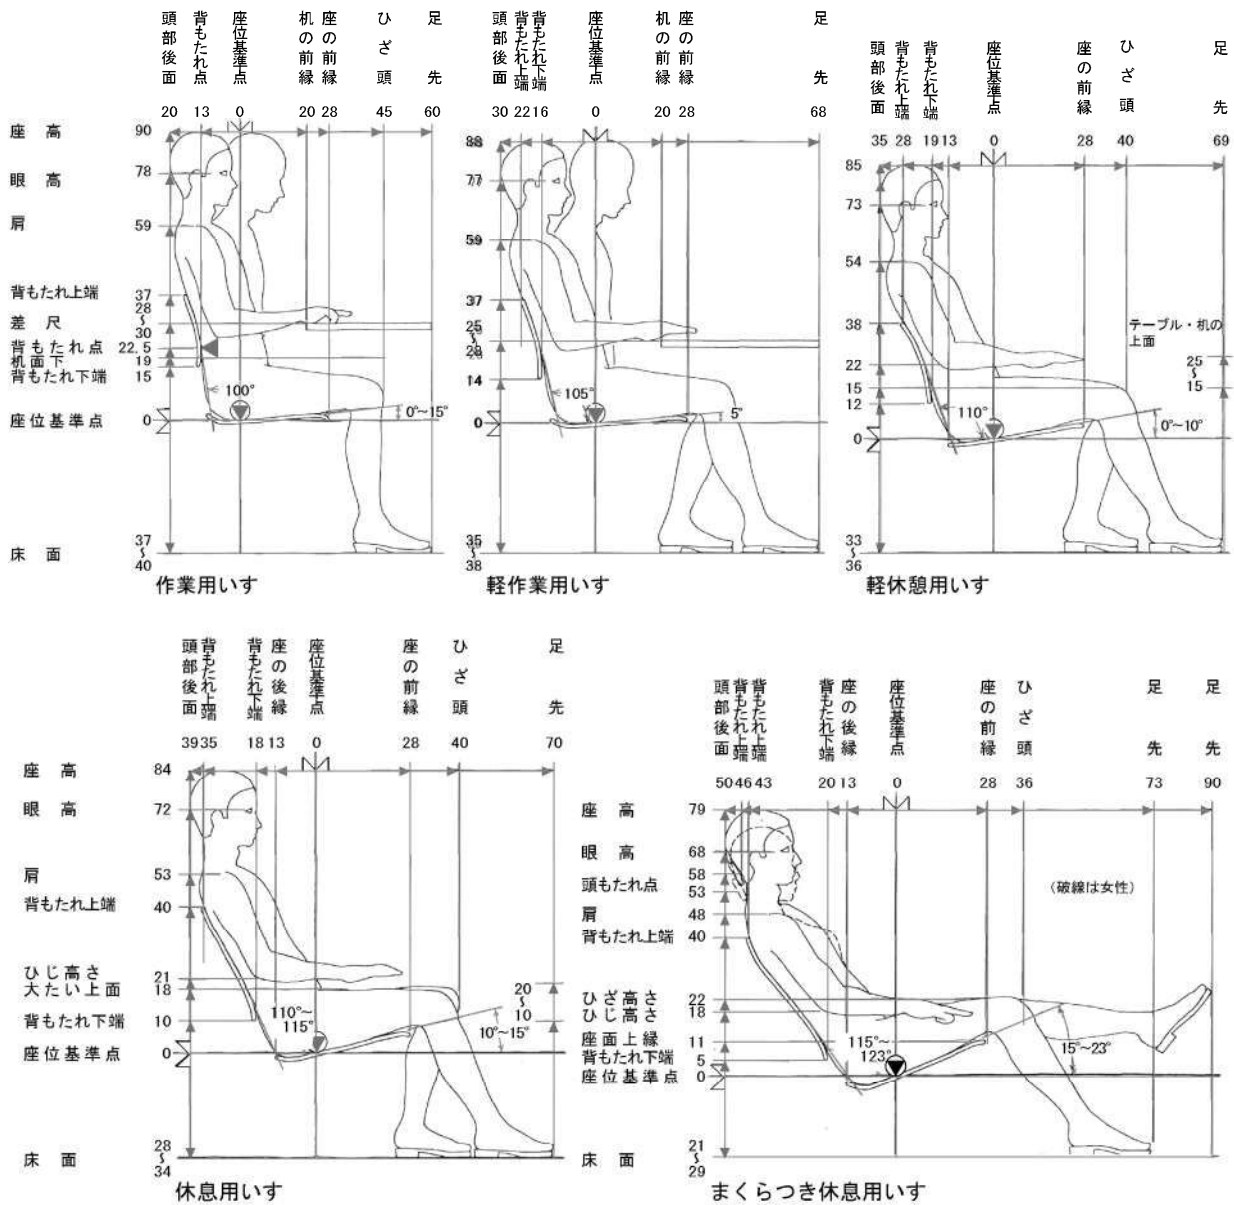 頭部後面
背もたれ点
座位基準点
机の前縁
座の前縁
ひざ頭
足先
20 13 0 20 28 45 60
座高 90
眼高 78
肩 59
背もたれ上端 37
差尺 28〜30
背もたれ点 22.5
机面下 19
背もたれ下端 15
座位基準点 0
床面 37〜40
100°
0°〜15°
作業用いす
頭部後面
背もたれ上端
背もたれ下端
座位基準点
机の前縁
座の前縁
足先
30 22 16 0 20 28 68
88
77
59
37
25
〜
28
14
0
35
〜
38
105°
5°
軽作業用いす
頭部後面
背もたれ上端
背もたれ下端
座位基準点
座の前縁
ひざ頭
足先
35 28 19 13 0 28 40 69
85
73
54
38
22
15
12
0
33
〜
36
テーブル・机の
上面
25
〜
15
110°
0°〜10°
軽休憩用いす
頭部後面
背もたれ上端
背もたれ下端
座の後縁
座位基準点
座の前縁
ひざ頭
足先
39 35 18 13 0 28 40 70
座高 84
眼高 72
肩 53
背もたれ上端 40
ひじ高さ 21
大たい上面 18
背もたれ下端 10
座位基準点 0
床面 28〜34
20
〜
10
110°〜
115°
10°〜15°
休息用いす
頭部後面
背もたれ上端
背もたれ上端
背もたれ下端
座の後縁
座位基準点
座の前縁
ひざ頭
足先
足先
50 46 43 20 13 0 28 36 73 90
座高 79
眼高 68
58
頭もたれ点 53
肩 48
背もたれ上端 40
ひざ高さ 22
ひじ高さ 18
座面上縁 11
背もたれ下端 5
座位基準点 0
床面 21〜29
(破線は女性)
115°〜
123°
15°〜23°
まくらつき休息用いす